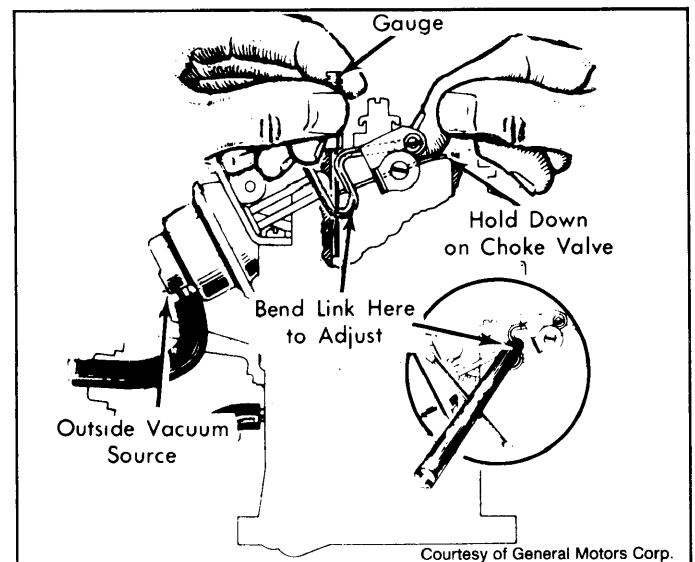 Gauge
Hold Down
on Choke Valve
Bend Link Here
to Adjust
Outside Vacuum
Source
Courtesy of General Motors Corp.